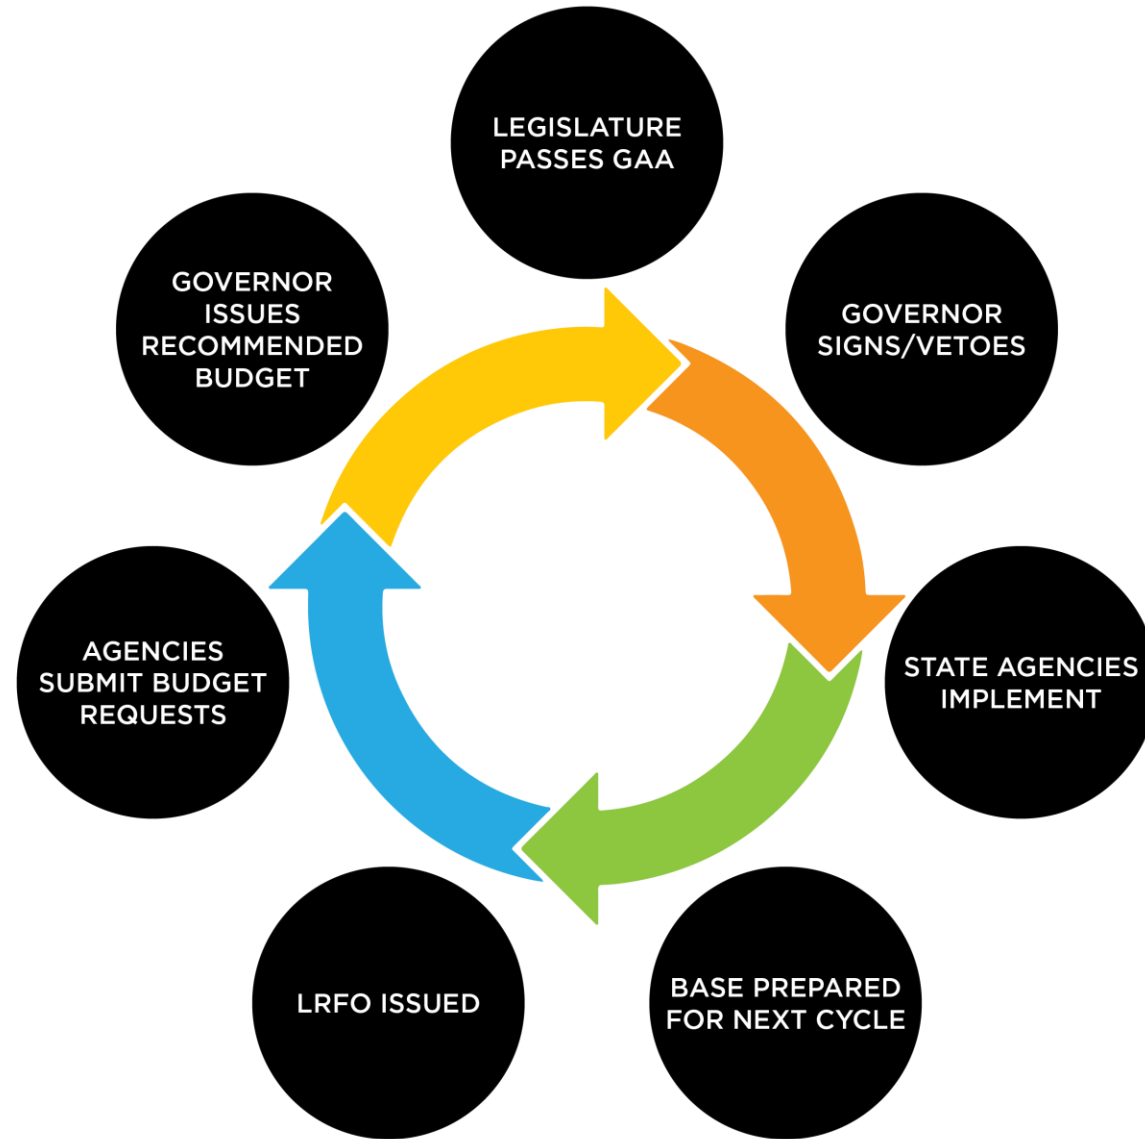 LEGISLATURE
PASSES GAA
GOVERNOR
SIGNS/VETOES
STATE AGENCIES
IMPLEMENT
BASE PREPARED
FOR NEXT CYCLE
LRFO ISSUED
AGENCIES
SUBMIT BUDGET
REQUESTS
GOVERNOR
ISSUES
RECOMMENDED
BUDGET